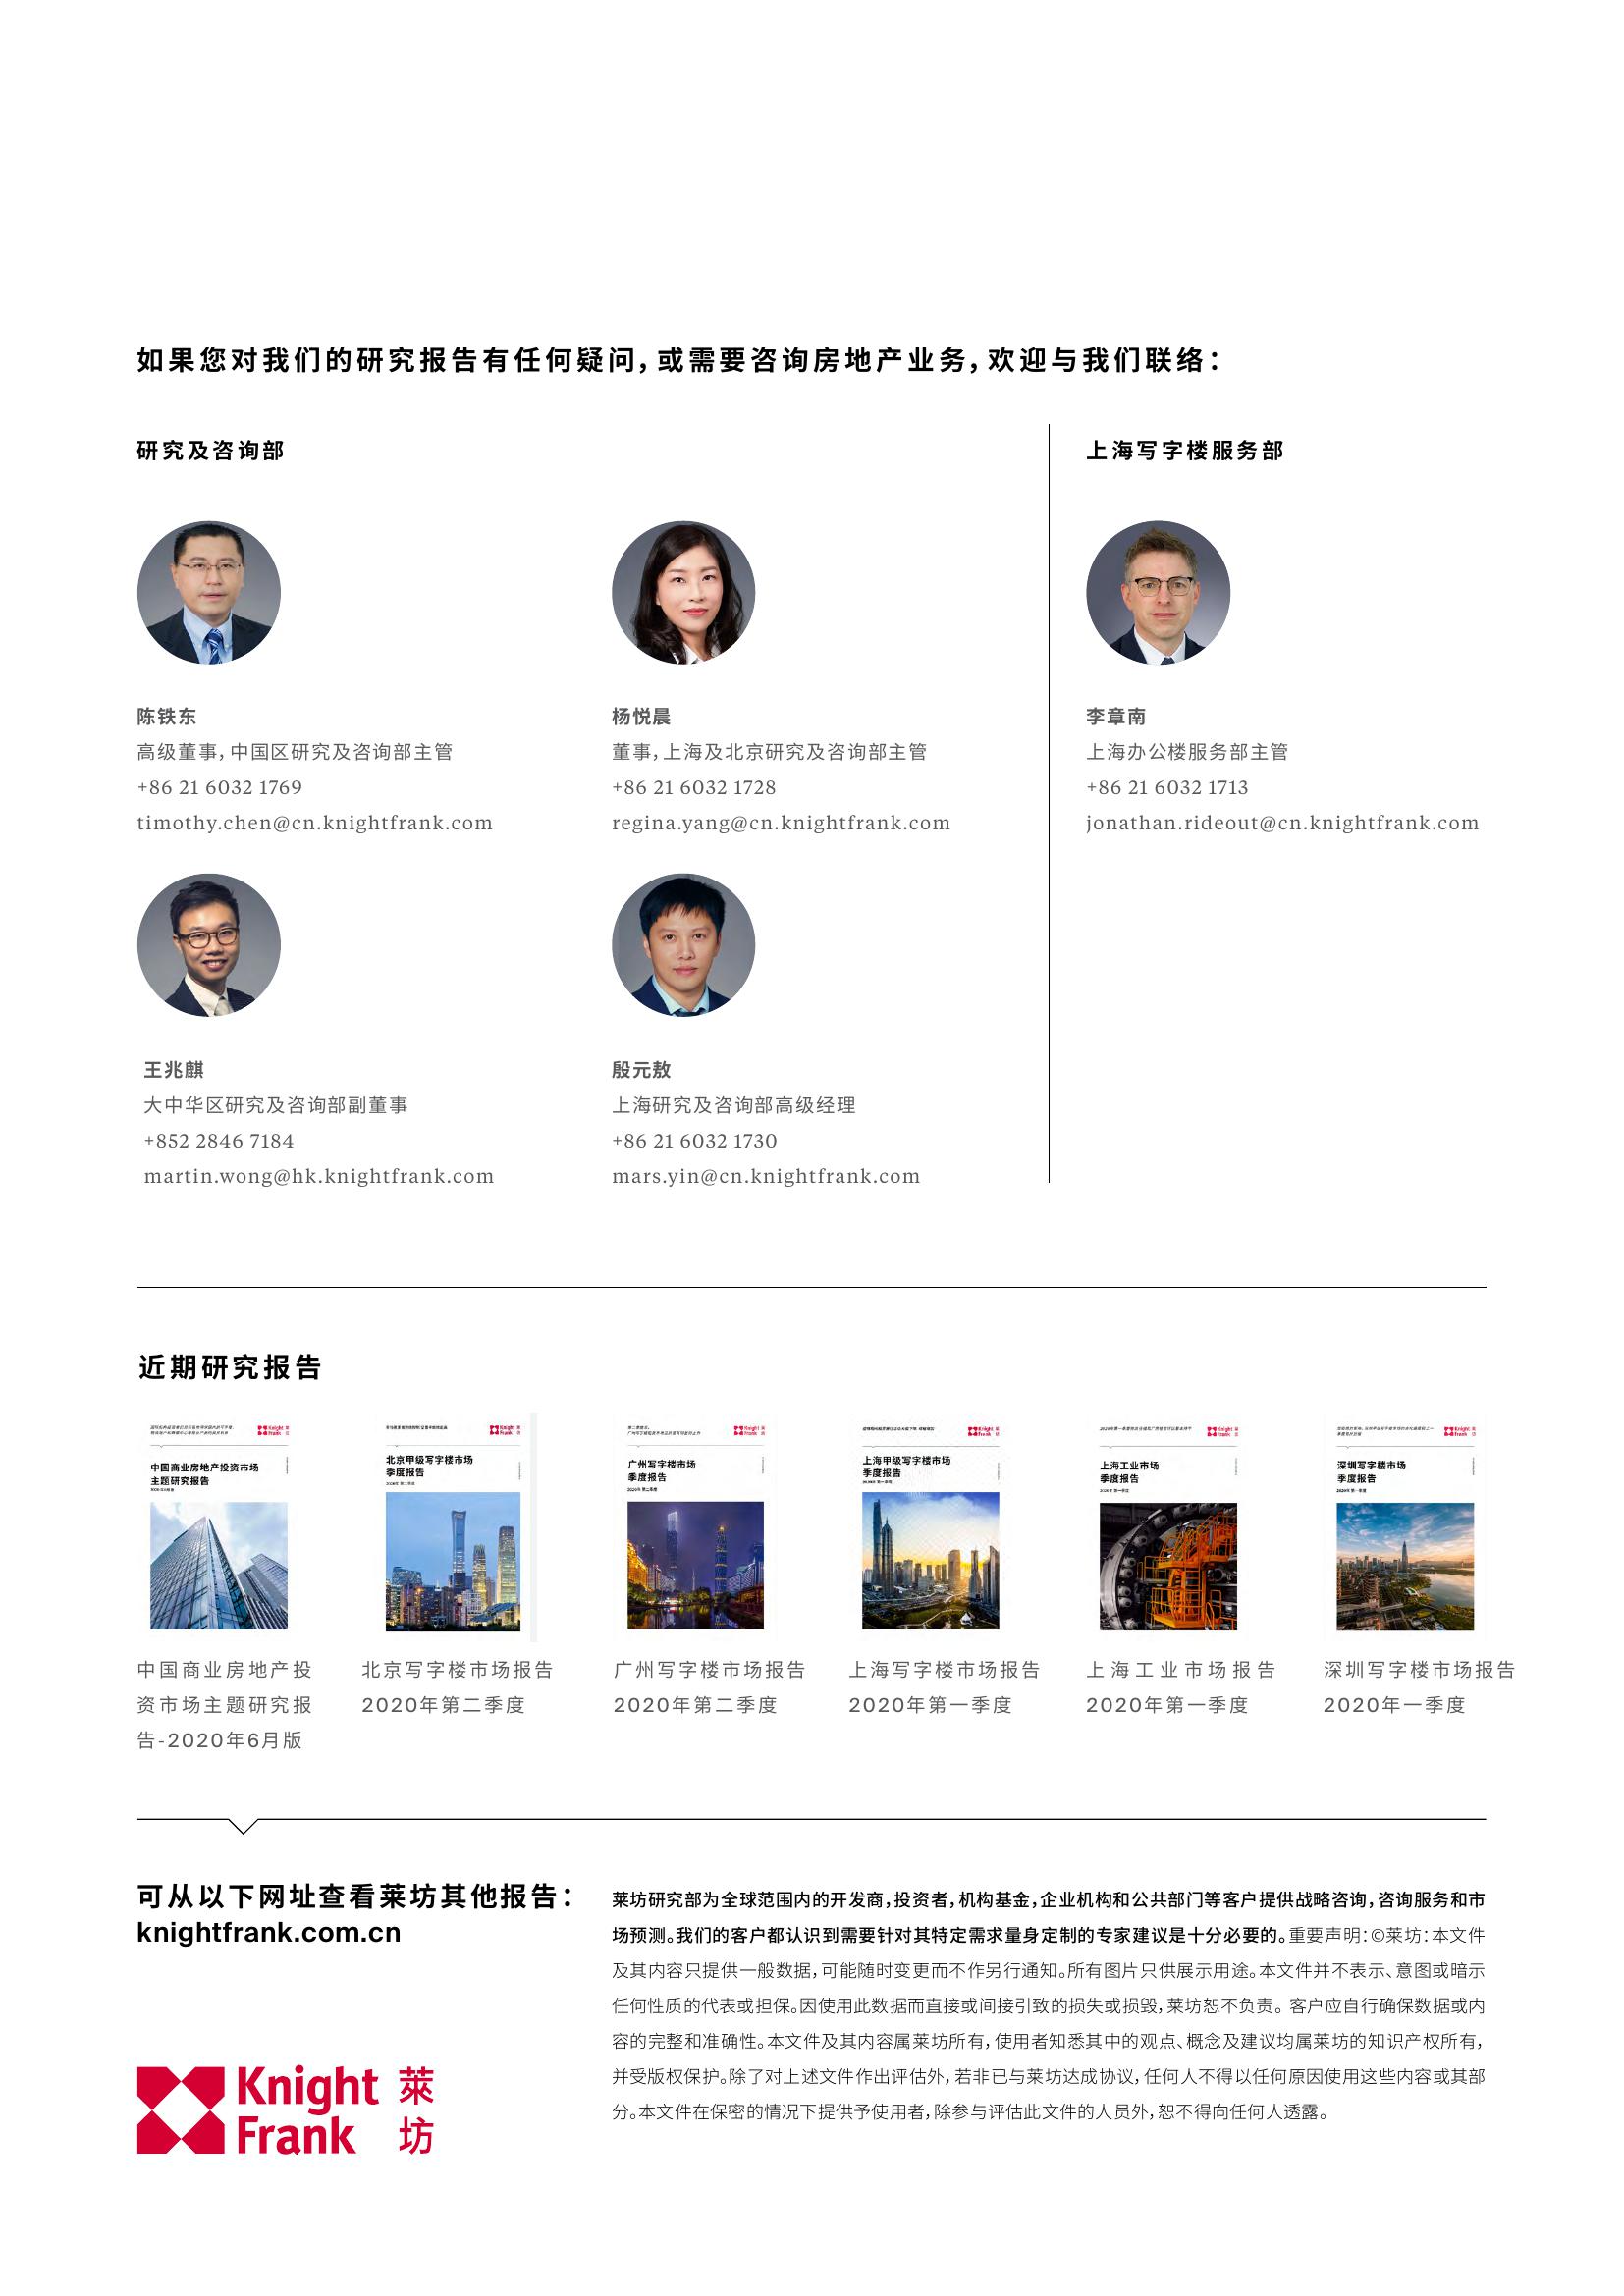 如果您对我们的研究报告有任何疑问,或需要咨询房地产业务,欢迎与我们联络:
研究及咨询部
陈铁东
高级董事,中国区研究及咨询部主管
+86 21 6032 1769
timothy.chen@cn.knightfrank.com
杨悦晨
董事,上海及北京研究及咨询部主管
+86 21 6032 1728
regina.yang@cn.knightfrank.com
王兆麒
大中华区研究及咨询部副董事
+852 2846 7184
martin.wong@hk.knightfrank.com
殷元敖
上海研究及咨询部高级经理
+86 21 6032 1730
mars.yin@cn.knightfrank.com
上海写字楼服务部
李章南
上海办公楼服务部主管
+86 21 6032 1713
jonathan.rideout@cn.knightfrank.com
近期研究报告
Knight Frank 莱坊
中国商业房地产投资市场
主题研究报告
中国商业房地产投
资市场主题研究报
告-2020年6月版
Knight Frank 莱坊
北京甲级写字楼市场
季度报告
北京写字楼市场报告
2020年第二季度
Knight Frank 莱坊
广州写字楼市场
季度报告
2020年 第二季度
广州写字楼市场报告
2020年第二季度
Knight Frank 莱坊
上海甲级写字楼市场
季度报告
上海写字楼市场报告
2020年第一季度
Knight Frank 莱坊
上海工业市场
季度报告
上海工业市场报告
2020年第一季度
Knight Frank 莱坊
深圳写字楼市场
季度报告
深圳写字楼市场报告
2020年一季度
可从以下网址查看莱坊其他报告:
knightfrank.com.cn
莱坊研究部为全球范围内的开发商,投资者,机构基金,企业机构和公共部门等客户提供战略咨询,咨询服务和市
场预测。我们的客户都认识到需要针对其特定需求量身定制的专家建议是十分必要的。重要声明:©莱坊:本文件
及其内容只提供一般数据,可能随时变更而不作另行通知。所有图片只供展示用途。本文件并不表示、意图或暗示
任何性质的代表或担保。因使用此数据而直接或间接引致的损失或损毁,莱坊恕不负责。 客户应自行确保数据或内
容的完整和准确性。本文件及其内容属莱坊所有,使用者知悉其中的观点、概念及建议均属莱坊的知识产权所有,
并受版权保护。除了对上述文件作出评估外,若非已与莱坊达成协议,任何人不得以任何原因使用这些内容或其部
分。本文件在保密的情况下提供予使用者,除参与评估此文件的人员外,恕不得向任何人透露。
Knight 萊
Frank 坊